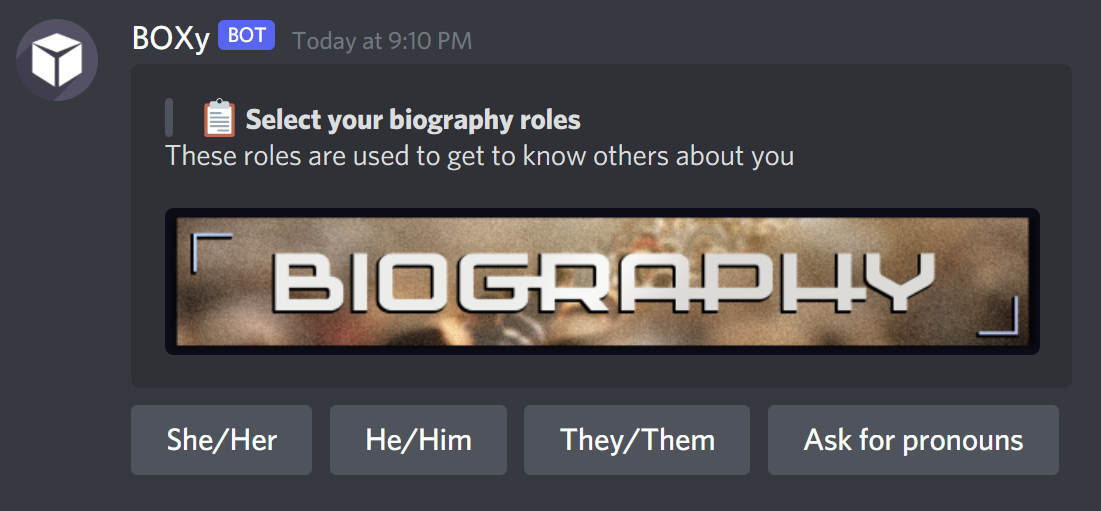 BOXy BOT Today at 9:10 PM
📋 Select your biography roles
These roles are used to get to know others about you
BIOGRAPHY
She/Her He/Him They/Them Ask for pronouns